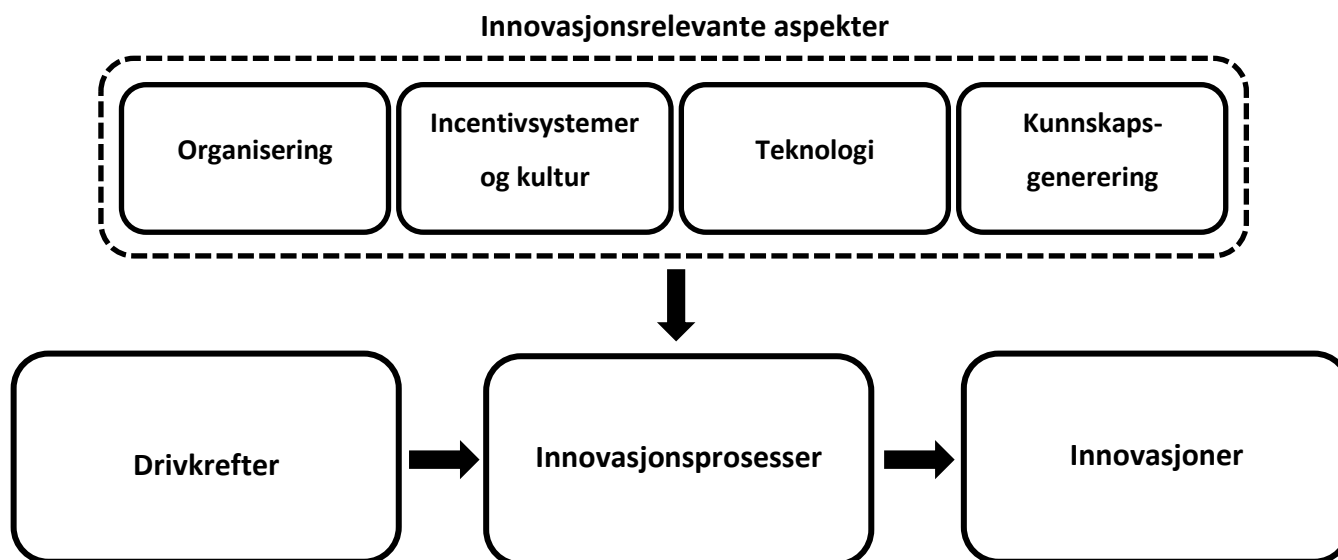 Innovasjonsrelevante aspekter
Organisering
Incentivsystemer
og kultur
Teknologi
Kunnskaps-
generering
Drivkrefter
Innovasjonsprosesser
Innovasjoner